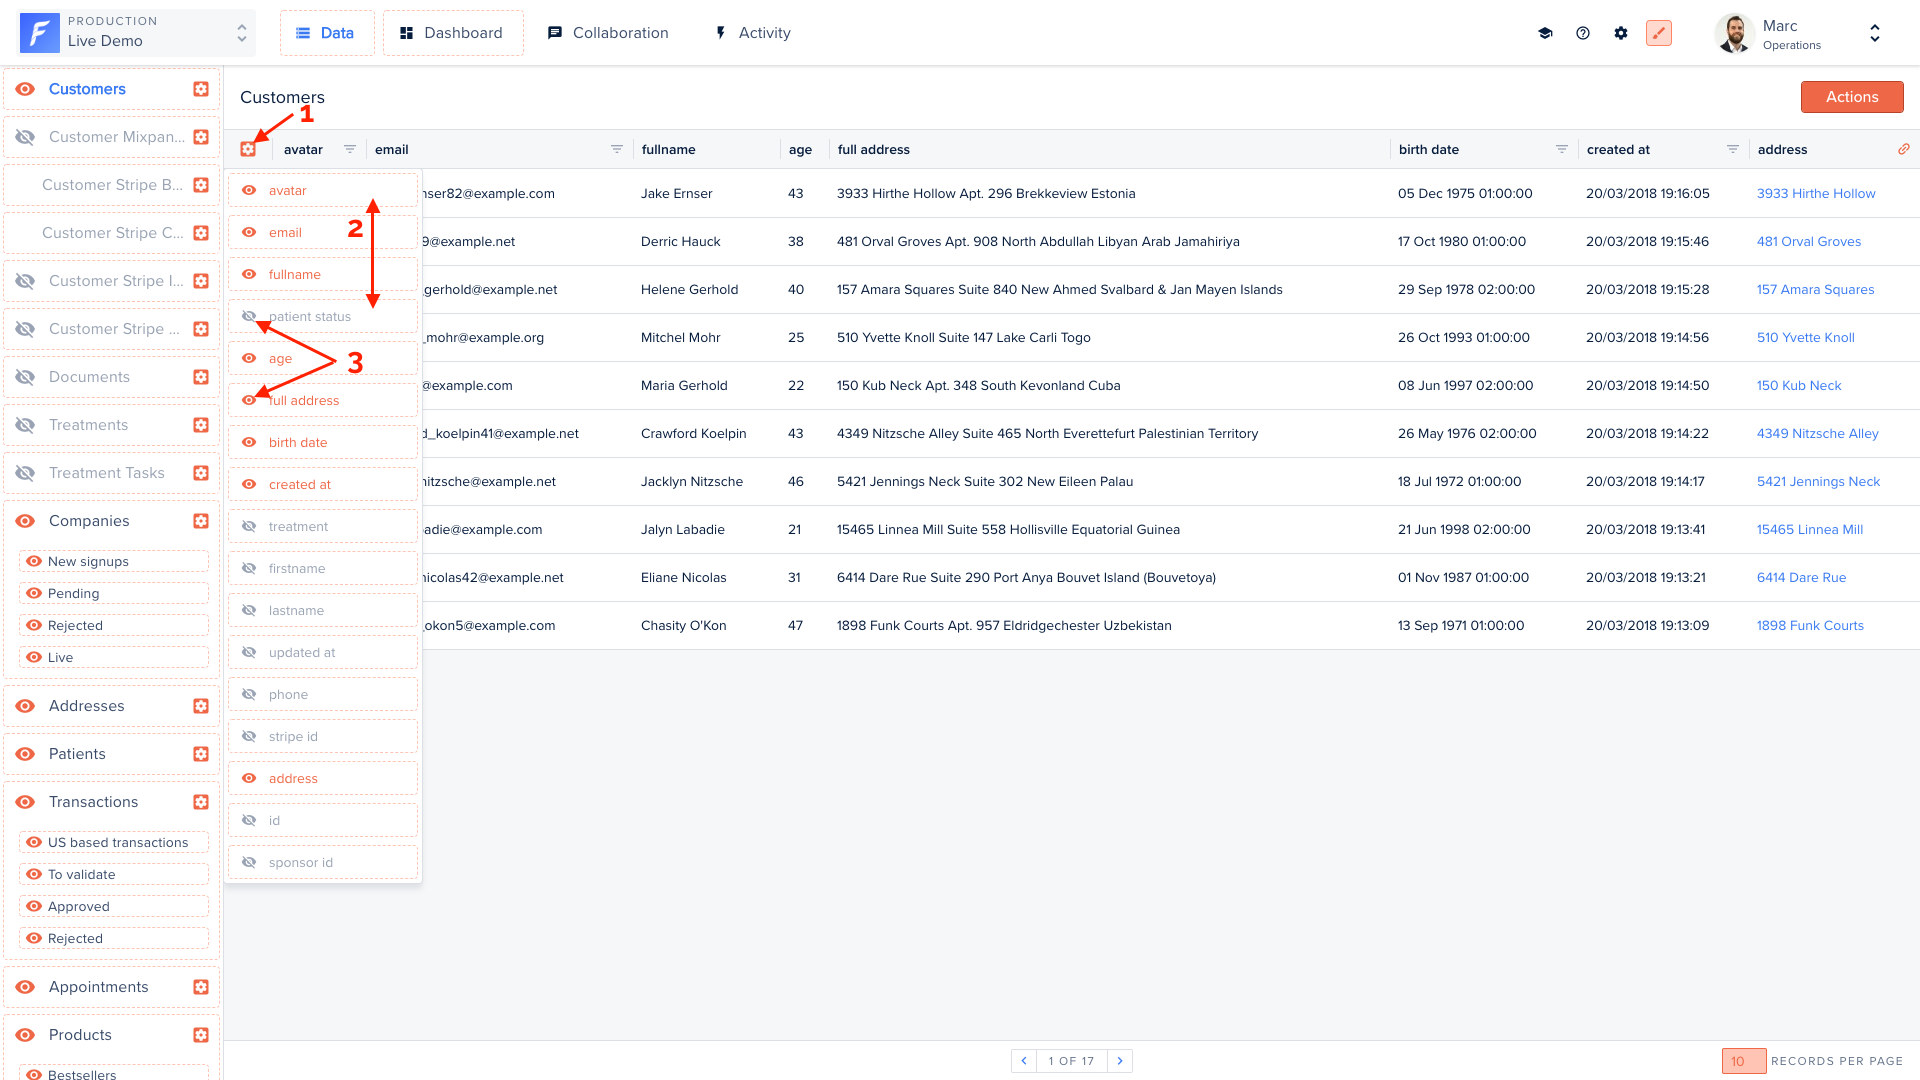 PRODUCTION
Live Demo
Data
Dashboard
Collaboration
Activity
Marc
Operations
Customers
Customer Mixpan...
Customer Stripe B...
Customer Stripe C...
Customer Stripe I...
Customer Stripe ...
Documents
Treatments
Treatment Tasks
Companies
New signups
Pending
Rejected
Live
Addresses
Patients
Transactions
US based transactions
To validate
Approved
Rejected
Appointments
Products
Bestsellers
Customers
1
Actions
avatar email fullname age full address birth date created at address
avatar
email
2
fullname
patient status
age
3
full address
birth date
created at
treatment
firstname
lastname
updated at
phone
stripe id
address
id
sponsor id
nser82@example.com Jake Ernser 43 3933 Hirthe Hollow Apt. 296 Brekkeview Estonia 05 Dec 1975 01:00:00 20/03/2018 19:16:05 3933 Hirthe Hollow
9@example.net Derric Hauck 38 481 Orval Groves Apt. 908 North Abdullah Libyan Arab Jamahiriya 17 Oct 1980 01:00:00 20/03/2018 19:15:46 481 Orval Groves
_gerhold@example.net Helene Gerhold 40 157 Amara Squares Suite 840 New Ahmed Svalbard & Jan Mayen Islands 29 Sep 1978 02:00:00 20/03/2018 19:15:28 157 Amara Squares
_mohr@example.org Mitchel Mohr 25 510 Yvette Knoll Suite 147 Lake Carli Togo 26 Oct 1993 01:00:00 20/03/2018 19:14:56 510 Yvette Knoll
@example.com Maria Gerhold 22 150 Kub Neck Apt. 348 South Kevonland Cuba 08 Jun 1997 02:00:00 20/03/2018 19:14:50 150 Kub Neck
d_koelpin41@example.net Crawford Koelpin 43 4349 Nitzsche Alley Suite 465 North Everettefurt Palestinian Territory 26 May 1976 02:00:00 20/03/2018 19:14:22 4349 Nitzsche Alley
nitzsche@example.net Jacklyn Nitzsche 46 5421 Jennings Neck Suite 302 New Eileen Palau 18 Jul 1972 01:00:00 20/03/2018 19:14:17 5421 Jennings Neck
adie@example.com Jalyn Labadie 21 15465 Linnea Mill Suite 558 Hollisville Equatorial Guinea 21 Jun 1998 02:00:00 20/03/2018 19:13:41 15465 Linnea Mill
nicolas42@example.net Eliane Nicolas 31 6414 Dare Rue Suite 290 Port Anya Bouvet Island (Bouvetoya) 01 Nov 1987 01:00:00 20/03/2018 19:13:21 6414 Dare Rue
_okon5@example.com Chasity O'Kon 47 1898 Funk Courts Apt. 957 Eldridgechester Uzbekistan 13 Sep 1971 01:00:00 20/03/2018 19:13:09 1898 Funk Courts
1 OF 17
10 RECORDS PER PAGE